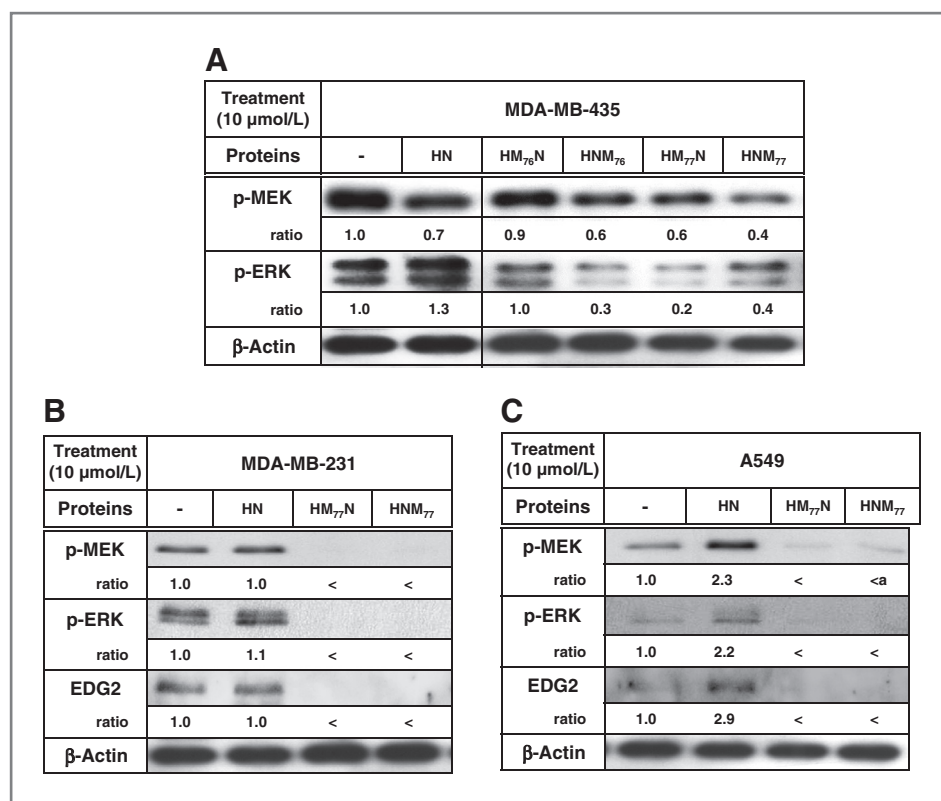 A
Treatment
(10 µmol/L)
MDA-MB-435
Proteins - HN HM₇₆N HNM₇₆ HM₇₇N HNM₇₇
p-MEK
ratio 1.0 0.7 0.9 0.6 0.6 0.4
p-ERK
ratio 1.0 1.3 1.0 0.3 0.2 0.4
β-Actin
B
Treatment
(10 µmol/L)
MDA-MB-231
Proteins - HN HM₇₇N HNM₇₇
p-MEK
ratio 1.0 1.0 < <
p-ERK
ratio 1.0 1.1 < <
EDG2
ratio 1.0 1.0 < <
β-Actin
C
Treatment
(10 µmol/L)
A549
Proteins - HN HM₇₇N HNM₇₇
p-MEK
ratio 1.0 2.3 < <a
p-ERK
ratio 1.0 2.2 < <
EDG2
ratio 1.0 2.9 < <
β-Actin